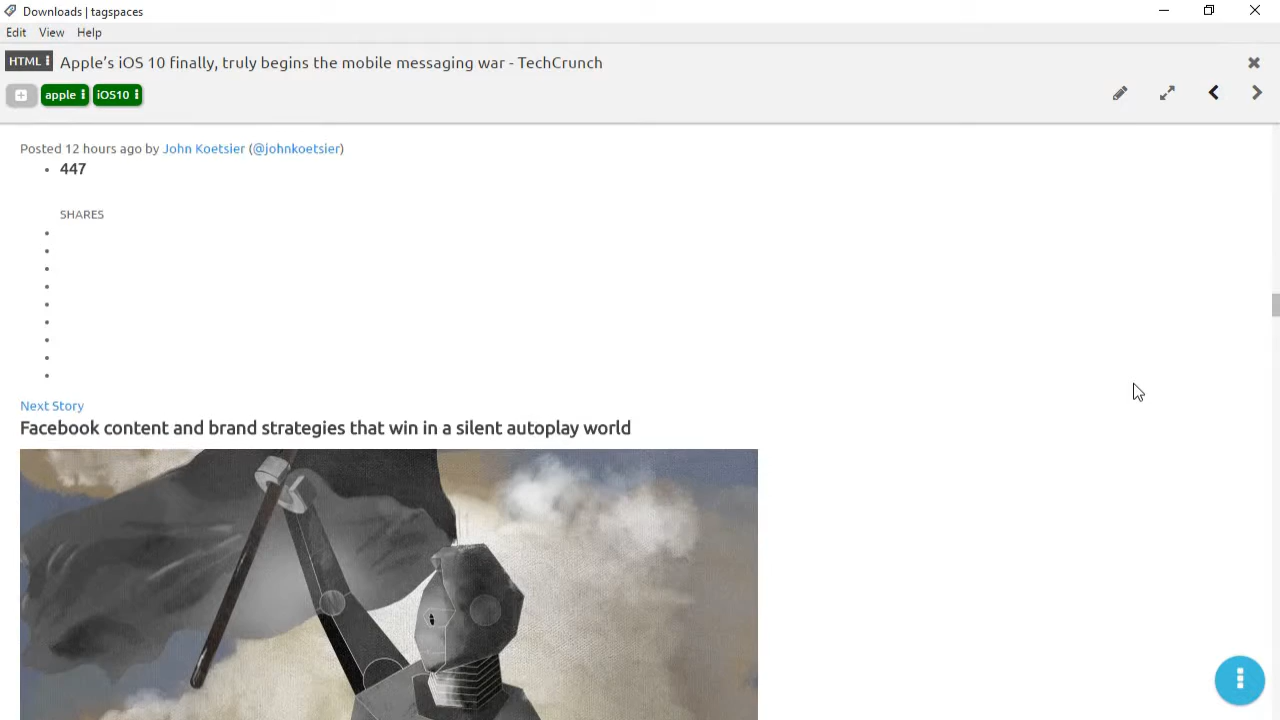 Downloads | tagspaces
Edit View Help
HTML Apple’s iOS 10 finally, truly begins the mobile messaging war - TechCrunch
apple iOS10
Posted 12 hours ago by John Koetsier (@johnkoetsier)
447
SHARES
Next Story
Facebook content and brand strategies that win in a silent autoplay world